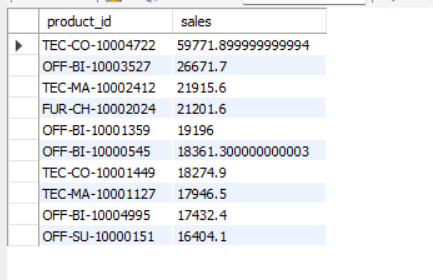 product_id sales
TEC-CO-10004722 59771.899999999994
OFF-BI-10003527 26671.7
TEC-MA-10002412 21915.6
FUR-CH-10002024 21201.6
OFF-BI-10001359 19196
OFF-BI-10000545 18361.300000000003
TEC-CO-10001449 18274.9
TEC-MA-10001127 17946.5
OFF-BI-10004995 17432.4
OFF-SU-10000151 16404.1